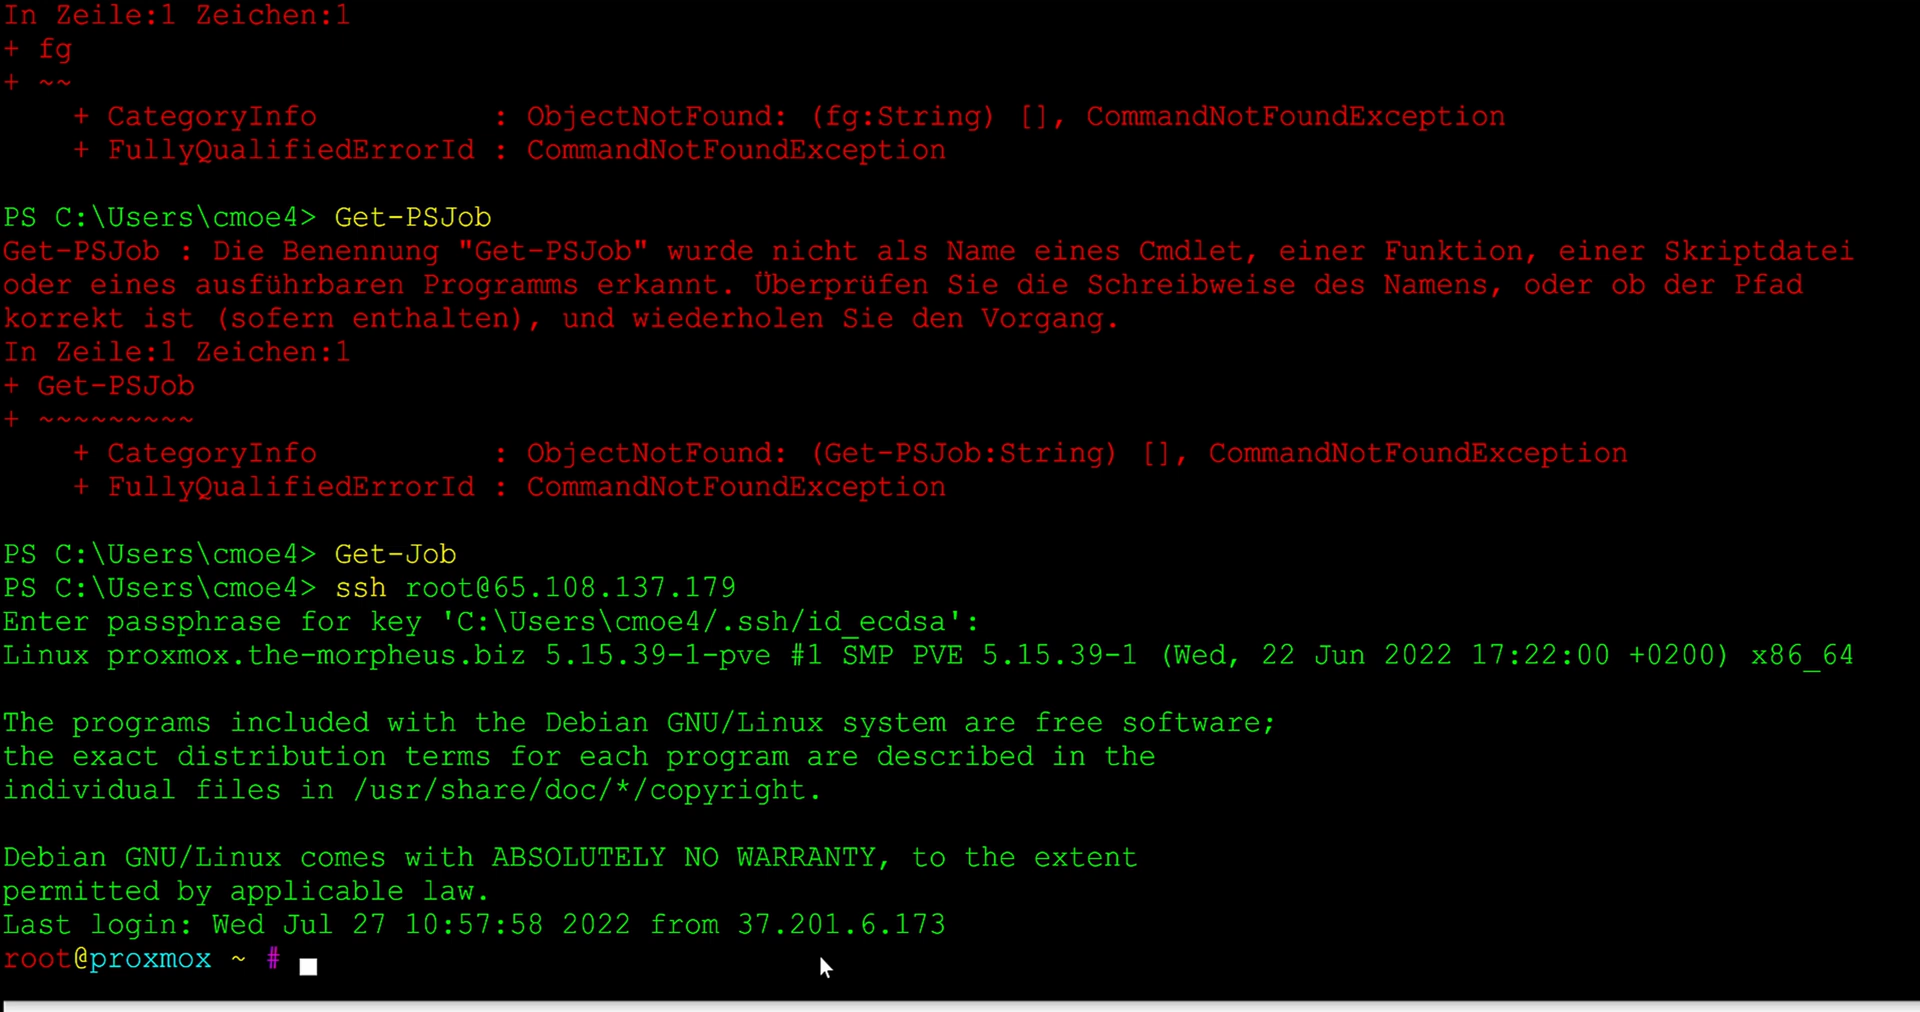 In Zeile:1 Zeichen:1
+ fg
+ ~~
    + CategoryInfo          : ObjectNotFound: (fg:String) [], CommandNotFoundException
    + FullyQualifiedErrorId : CommandNotFoundException

PS C:\Users\cmoe4> Get-PSJob
Get-PSJob : Die Benennung "Get-PSJob" wurde nicht als Name eines Cmdlet, einer Funktion, einer Skriptdatei
oder eines ausführbaren Programms erkannt. Überprüfen Sie die Schreibweise des Namens, oder ob der Pfad
korrekt ist (sofern enthalten), und wiederholen Sie den Vorgang.
In Zeile:1 Zeichen:1
+ Get-PSJob
+ ~~~~~~~~~
    + CategoryInfo          : ObjectNotFound: (Get-PSJob:String) [], CommandNotFoundException
    + FullyQualifiedErrorId : CommandNotFoundException

PS C:\Users\cmoe4> Get-Job
PS C:\Users\cmoe4> ssh root@65.108.137.179
Enter passphrase for key 'C:\Users\cmoe4/.ssh/id_ecdsa':
Linux proxmox.the-morpheus.biz 5.15.39-1-pve #1 SMP PVE 5.15.39-1 (Wed, 22 Jun 2022 17:22:00 +0200) x86_64

The programs included with the Debian GNU/Linux system are free software;
the exact distribution terms for each program are described in the
individual files in /usr/share/doc/*/copyright.

Debian GNU/Linux comes with ABSOLUTELY NO WARRANTY, to the extent
permitted by applicable law.
Last login: Wed Jul 27 10:57:58 2022 from 37.201.6.173
root@proxmox ~ #